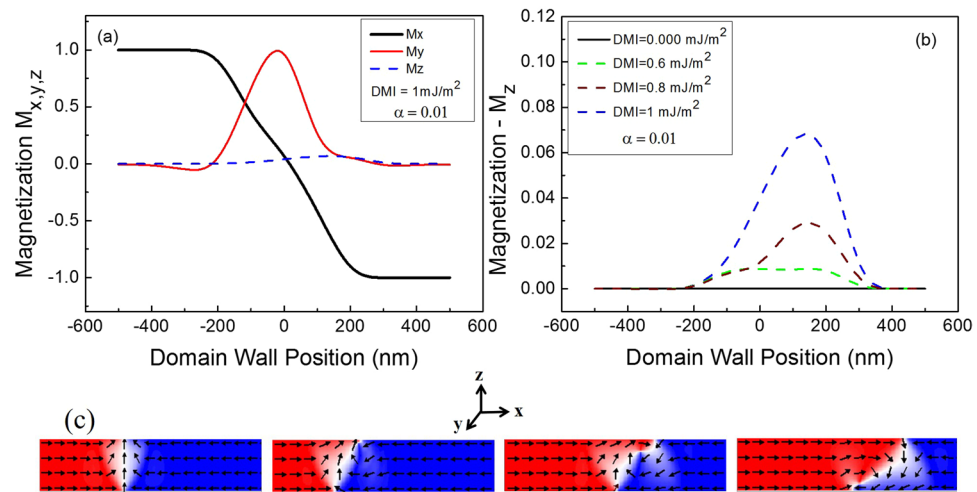 (a)
Mx
My
Mz
DMI = 1mJ/m²
α = 0.01
Magnetization Mx,y,z
1.0
0.5
0.0
-0.5
-1.0
-600 -400 -200 0 200 400 600
Domain Wall Position (nm)
(b)
DMI=0.000 mJ/m²
DMI=0.6 mJ/m²
DMI=0.8 mJ/m²
DMI=1 mJ/m²
α = 0.01
Magnetization - Mz
0.12
0.10
0.08
0.06
0.04
0.02
0.00
-600 -400 -200 0 200 400 600
Domain Wall Position (nm)
(c)
z
y
x